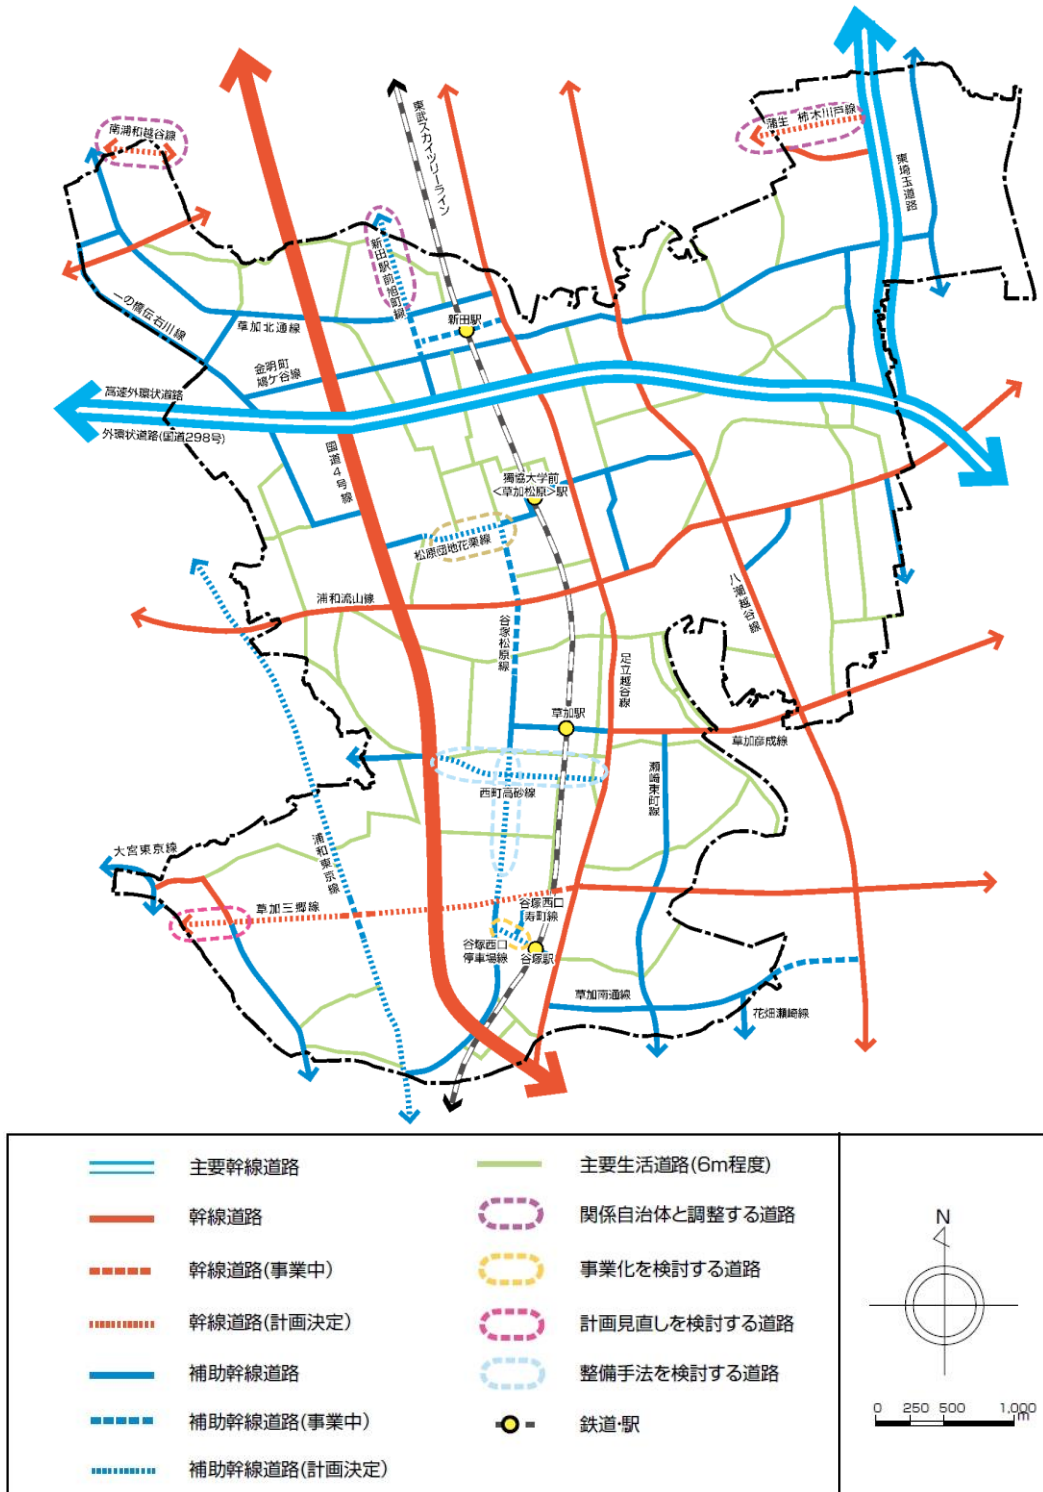 南浦和越谷線
東武スカイツリーライン
蒲生 柿木川戸線
東埼玉道路
新田駅前旭町線
一の橋伝右川線
草加北通線
新田駅
金明町
鳩ケ谷線
高速外環状道路
外環状道路(国道298号)
国道4号線
獨協大学前
<草加松原>駅
松原団地花栗線
浦和流山線
谷塚松原線
八潮越谷線
足立越谷線
草加駅
草加彦成線
西町高砂線
瀬崎東町線
浦和東京線
大宮東京線
草加三郷線
谷塚西口
寿町線
谷塚西口
停車場線
谷塚駅
草加南通線
花畑瀬崎線
主要幹線道路
幹線道路
幹線道路(事業中)
幹線道路(計画決定)
補助幹線道路
補助幹線道路(事業中)
補助幹線道路(計画決定)
主要生活道路(6m程度)
関係自治体と調整する道路
事業化を検討する道路
計画見直しを検討する道路
整備手法を検討する道路
鉄道・駅
N
0 250 500 1,000
m